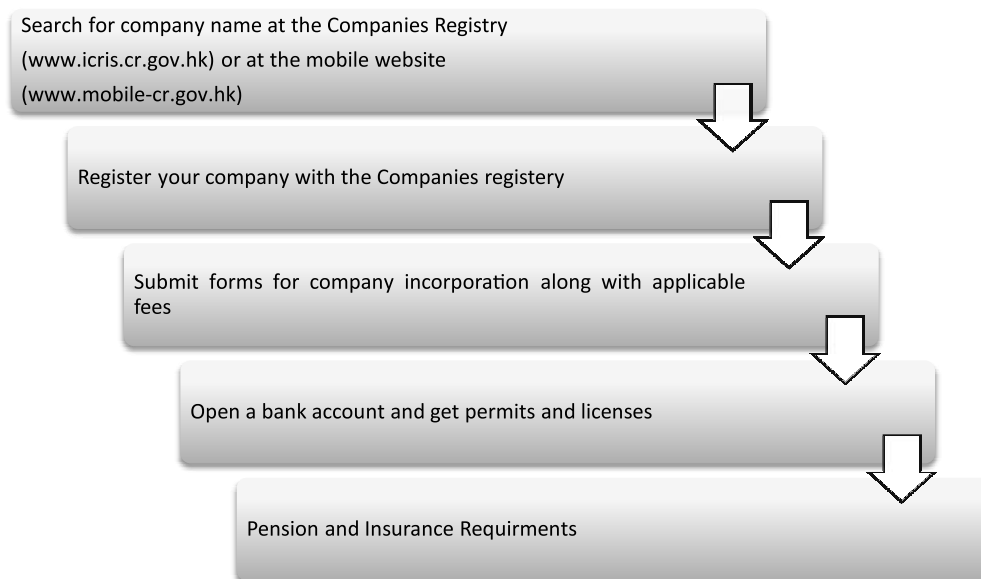 Search for company name at the Companies Registry
(www.icris.cr.gov.hk) or at the mobile website
(www.mobile-cr.gov.hk)
Register your company with the Companies registery
Submit forms for company incorporation along with applicable
fees
Open a bank account and get permits and licenses
Pension and Insurance Requirments